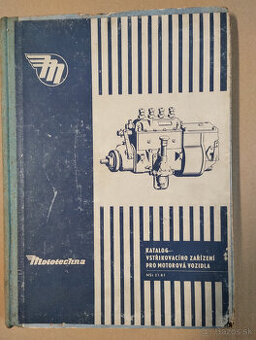 M
Mototechna
KATALOG
VSTŘIKOVACÍHO ZAŘÍZENÍ
PRO MOTOROVÁ VOZIDLA